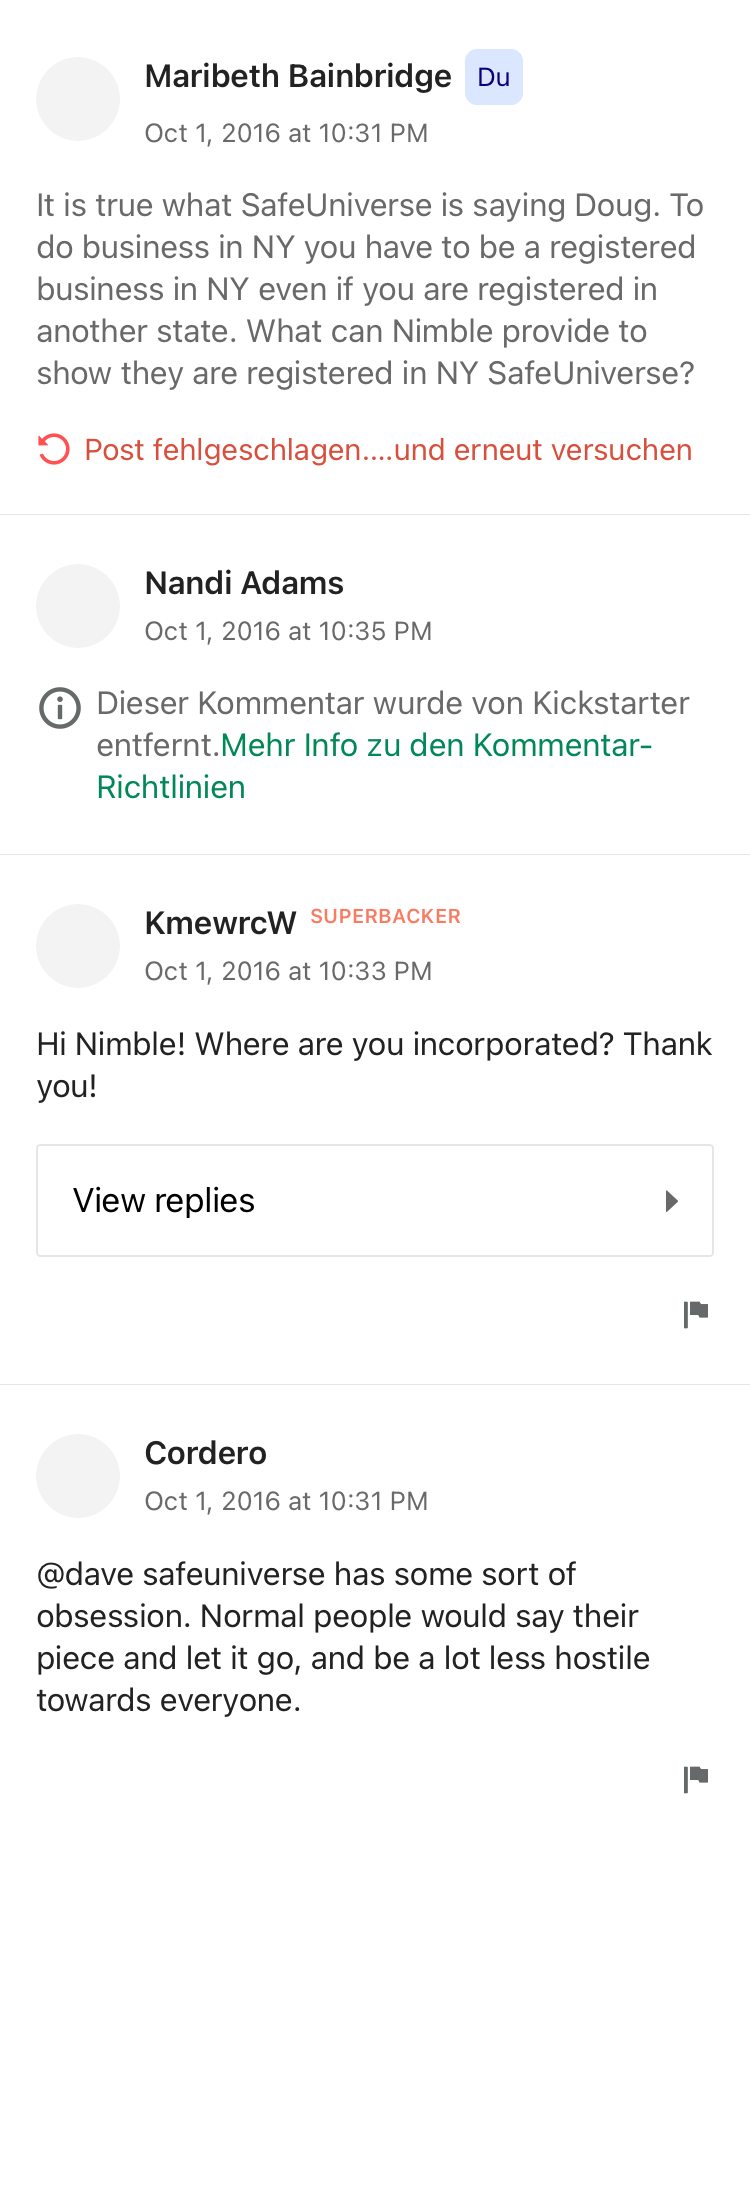 Maribeth Bainbridge Du
Oct 1, 2016 at 10:31 PM
It is true what SafeUniverse is saying Doug. To
do business in NY you have to be a registered
business in NY even if you are registered in
another state. What can Nimble provide to
show they are registered in NY SafeUniverse?
Post fehlgeschlagen....und erneut versuchen
Nandi Adams
Oct 1, 2016 at 10:35 PM
Dieser Kommentar wurde von Kickstarter
entfernt.Mehr Info zu den Kommentar-
Richtlinien
KmewrcW SUPERBACKER
Oct 1, 2016 at 10:33 PM
Hi Nimble! Where are you incorporated? Thank
you!
View replies
Cordero
Oct 1, 2016 at 10:31 PM
@dave safeuniverse has some sort of
obsession. Normal people would say their
piece and let it go, and be a lot less hostile
towards everyone.